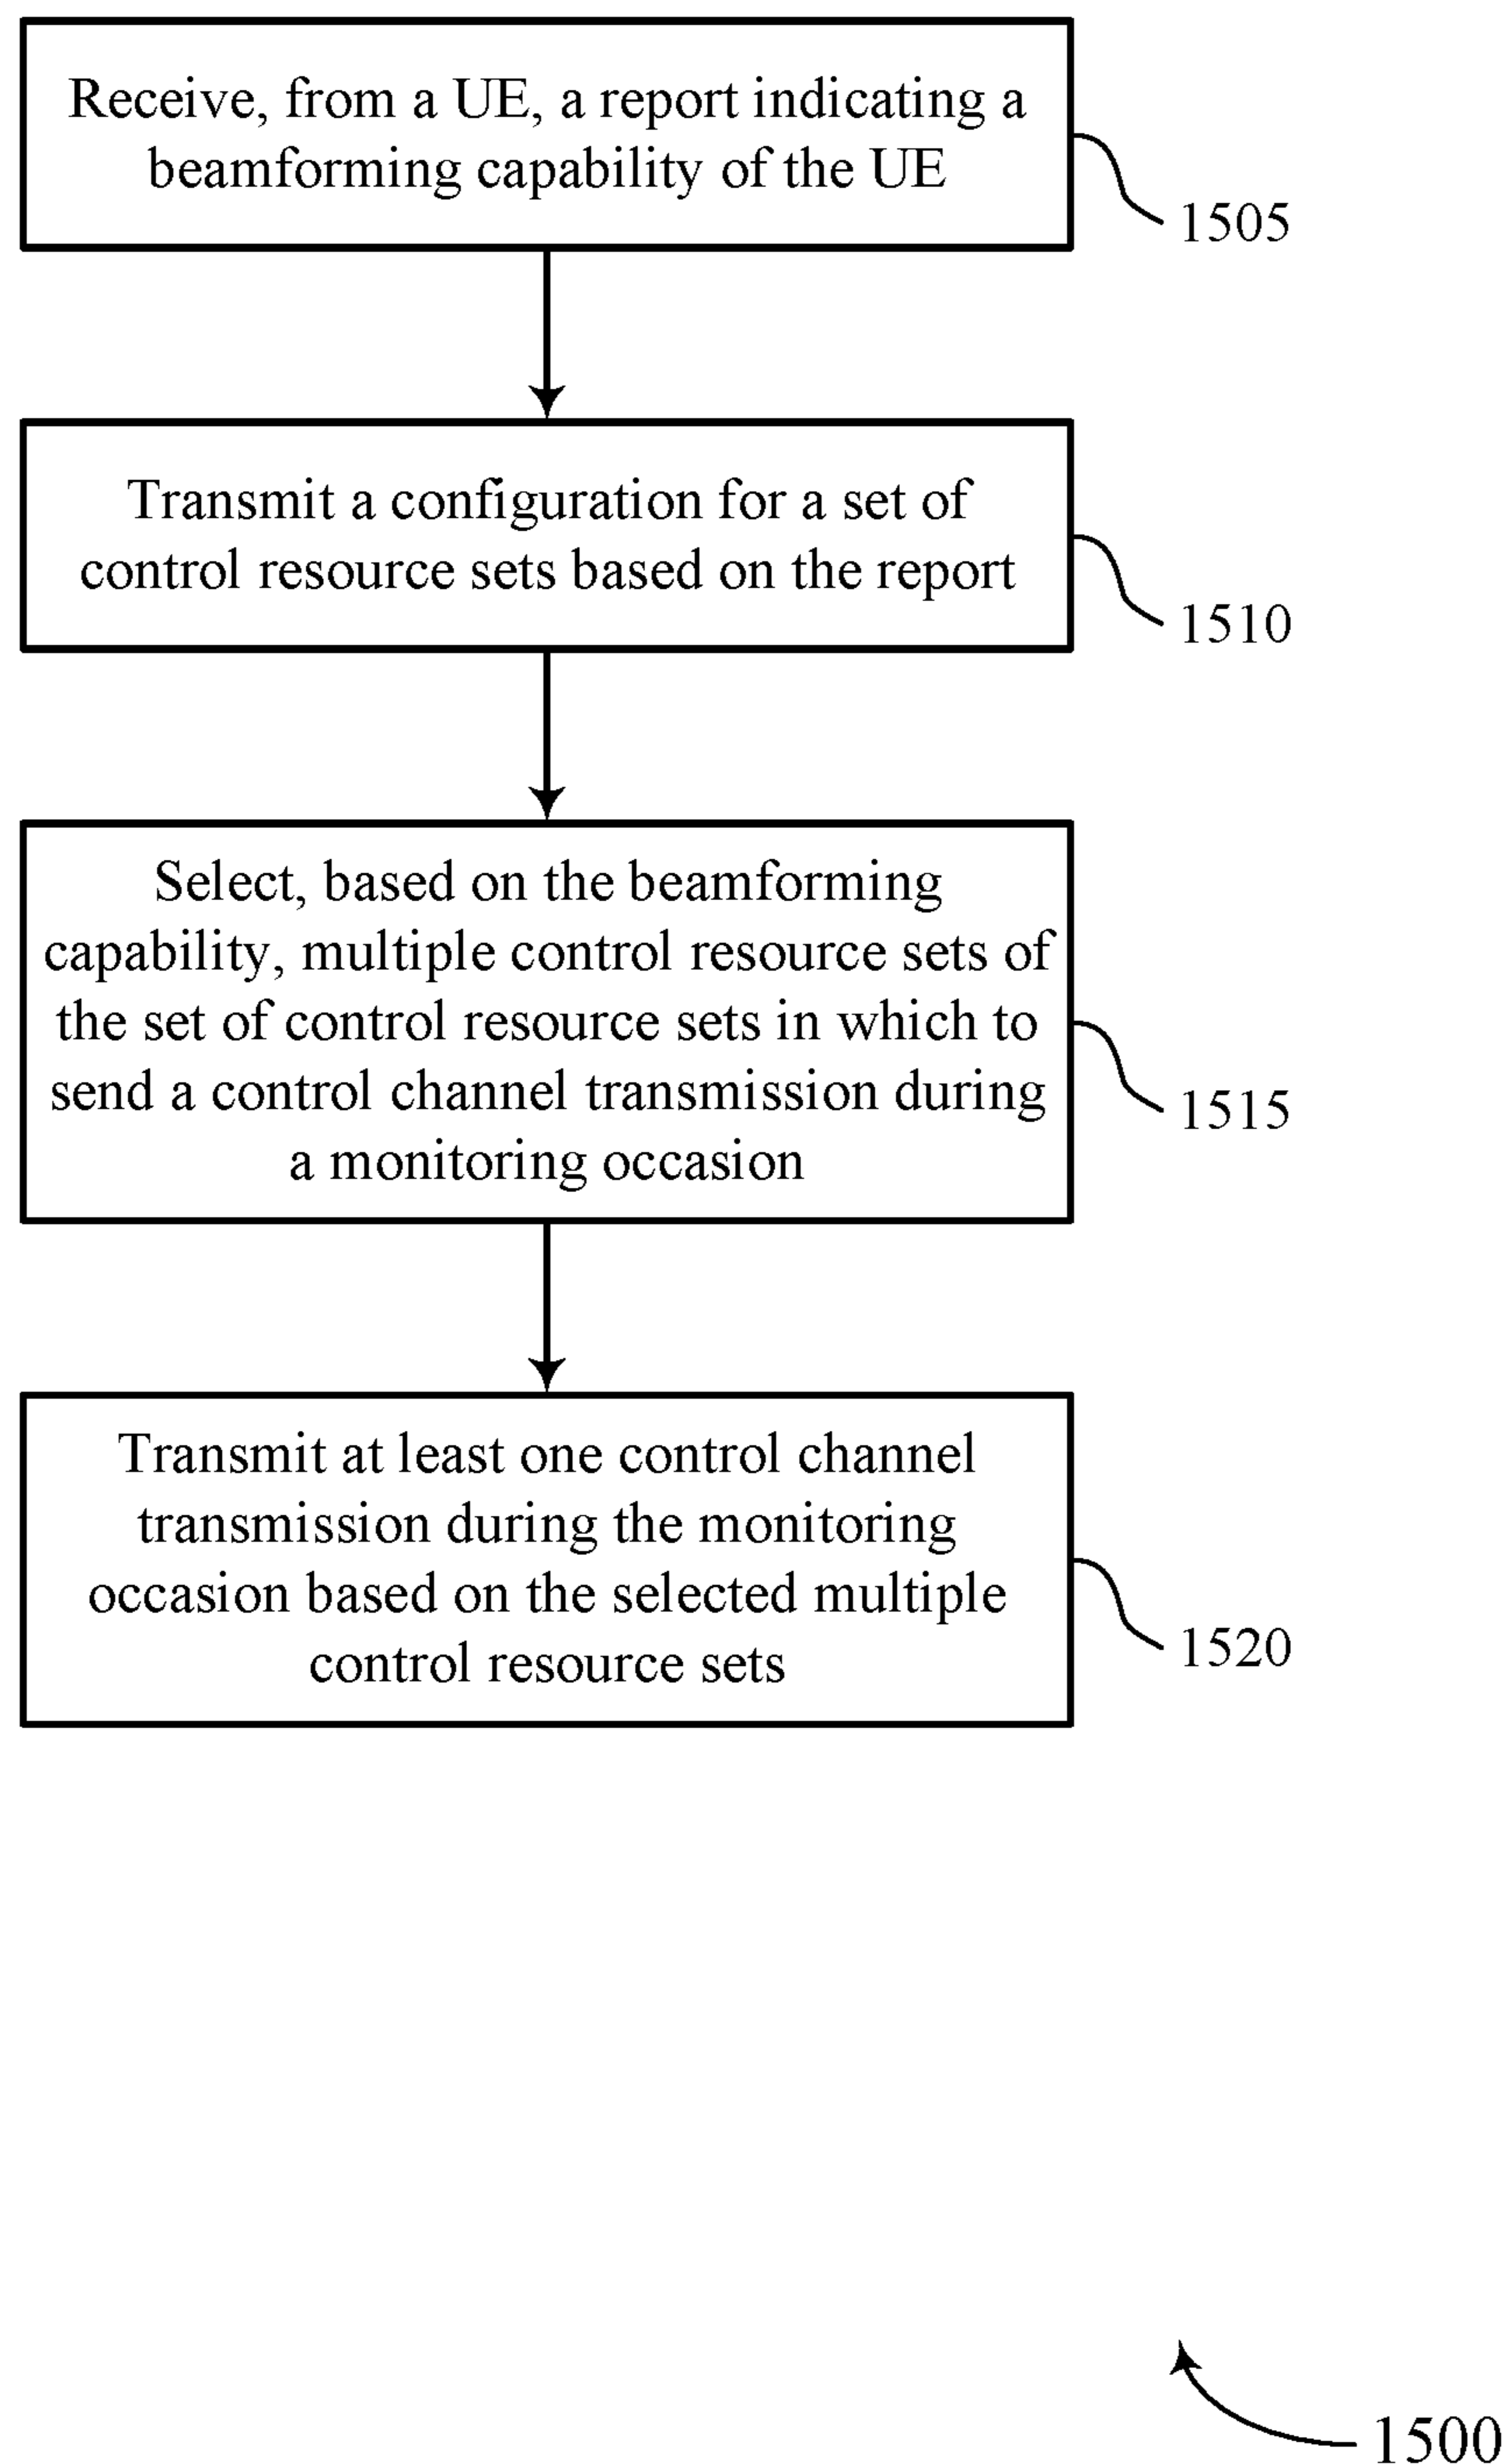 Receive, from a UE, a report indicating a
beamforming capability of the UE
1505
Transmit a configuration for a set of
control resource sets based on the report
1510
Select, based on the beamforming
capability, multiple control resource sets of
the set of control resource sets in which to
send a control channel transmission during
a monitoring occasion
1515
Transmit at least one control channel
transmission during the monitoring
occasion based on the selected multiple
control resource sets
1520
1500